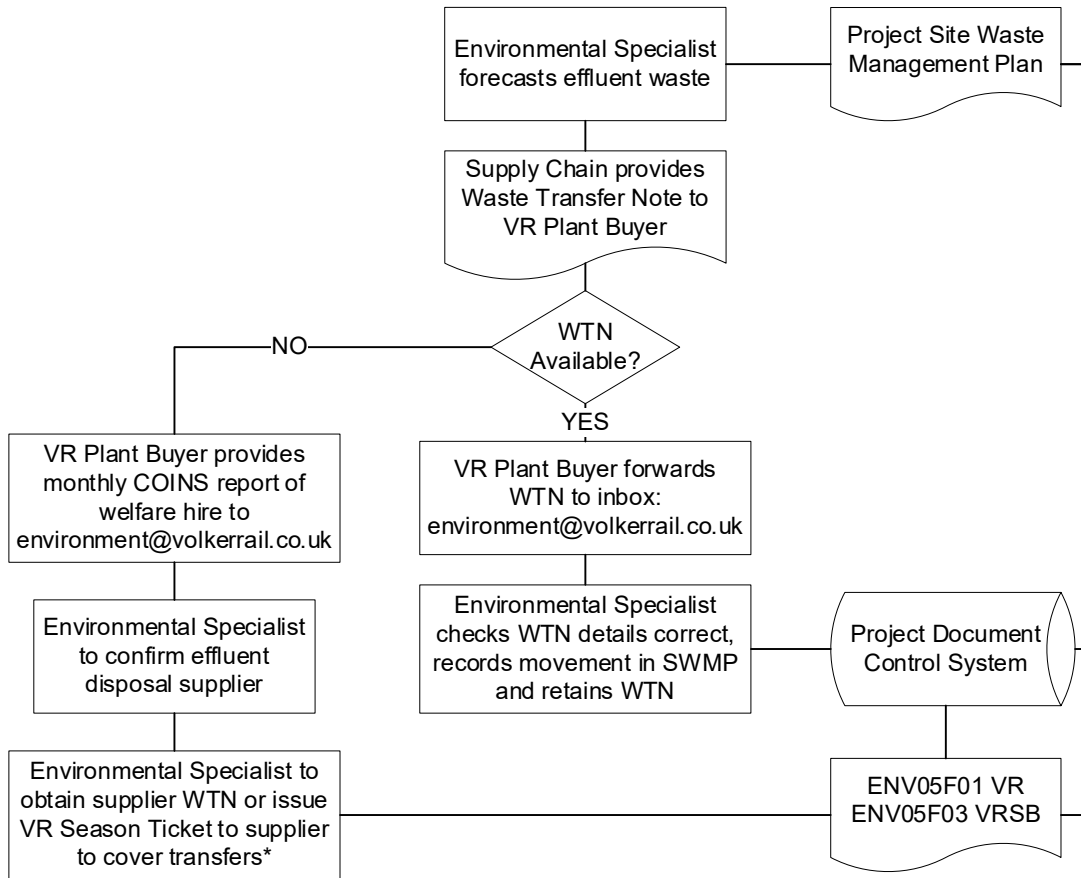 Environmental Specialist
forecasts effluent waste
Project Site Waste
Management Plan
Supply Chain provides
Waste Transfer Note to
VR Plant Buyer
WTN
Available?
NO
YES
VR Plant Buyer provides
monthly COINS report of
welfare hire to
environment@volkerrail.co.uk
VR Plant Buyer forwards
WTN to inbox:
environment@volkerrail.co.uk
Environmental Specialist
to confirm effluent
disposal supplier
Environmental Specialist
checks WTN details correct,
records movement in SWMP
and retains WTN
Project Document
Control System
Environmental Specialist to
obtain supplier WTN or issue
VR Season Ticket to supplier
to cover transfers*
ENV05F01 VR
ENV05F03 VRSB